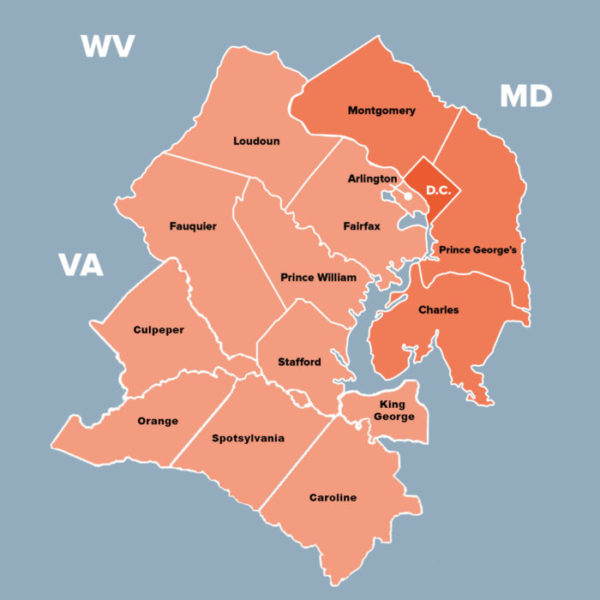 WV
MD
Montgomery
Loudoun
Arlington
D.C.
Fauquier
Fairfax
Prince George's
VA
Prince William
Charles
Culpeper
Stafford
King
George
Orange
Spotsylvania
Caroline